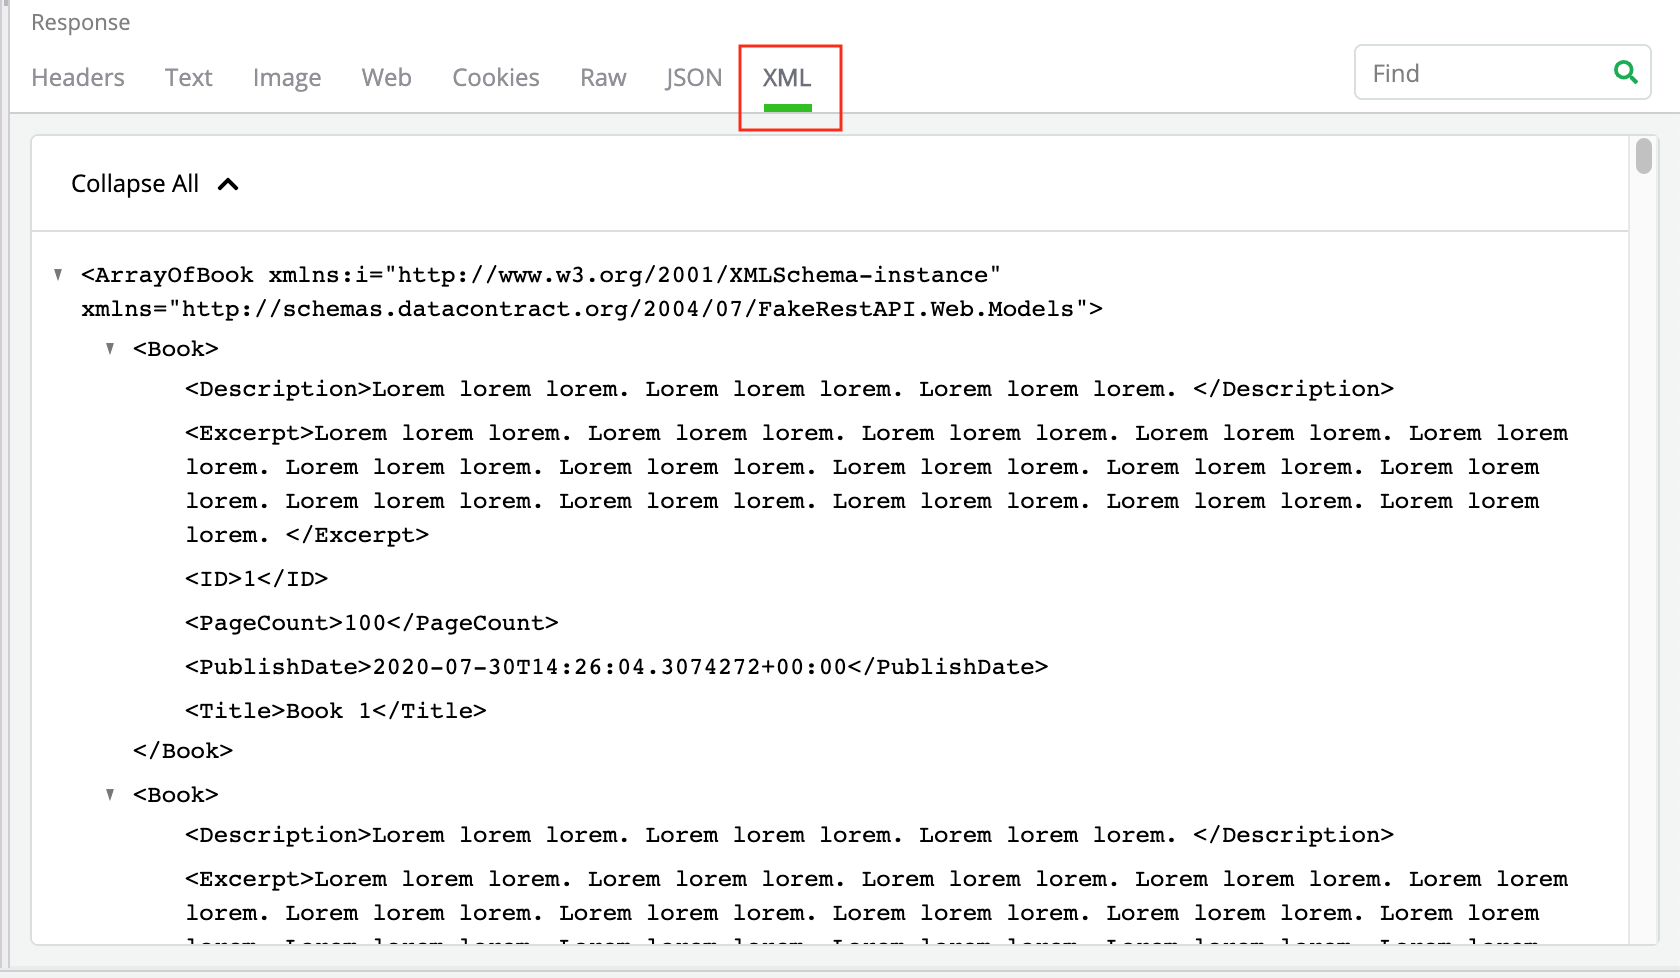 Response
Headers Text Image Web Cookies Raw JSON XML Find
Collapse All
<ArrayOfBook xmlns:i="http://www.w3.org/2001/XMLSchema-instance"
xmlns="http://schemas.datacontract.org/2004/07/FakeRestAPI.Web.Models">
<Book>
<Description>Lorem lorem lorem. Lorem lorem lorem. Lorem lorem lorem. </Description>
<Excerpt>Lorem lorem lorem. Lorem lorem lorem. Lorem lorem lorem. Lorem lorem lorem. Lorem lorem
lorem. Lorem lorem lorem. Lorem lorem lorem. Lorem lorem lorem. Lorem lorem lorem. Lorem lorem
lorem. Lorem lorem lorem. Lorem lorem lorem. Lorem lorem lorem. Lorem lorem lorem. Lorem lorem
lorem. </Excerpt>
<ID>1</ID>
<PageCount>100</PageCount>
<PublishDate>2020-07-30T14:26:04.3074272+00:00</PublishDate>
<Title>Book 1</Title>
</Book>
<Book>
<Description>Lorem lorem lorem. Lorem lorem lorem. Lorem lorem lorem. </Description>
<Excerpt>Lorem lorem lorem. Lorem lorem lorem. Lorem lorem lorem. Lorem lorem lorem. Lorem lorem
lorem. Lorem lorem lorem. Lorem lorem lorem. Lorem lorem lorem. Lorem lorem lorem. Lorem lorem